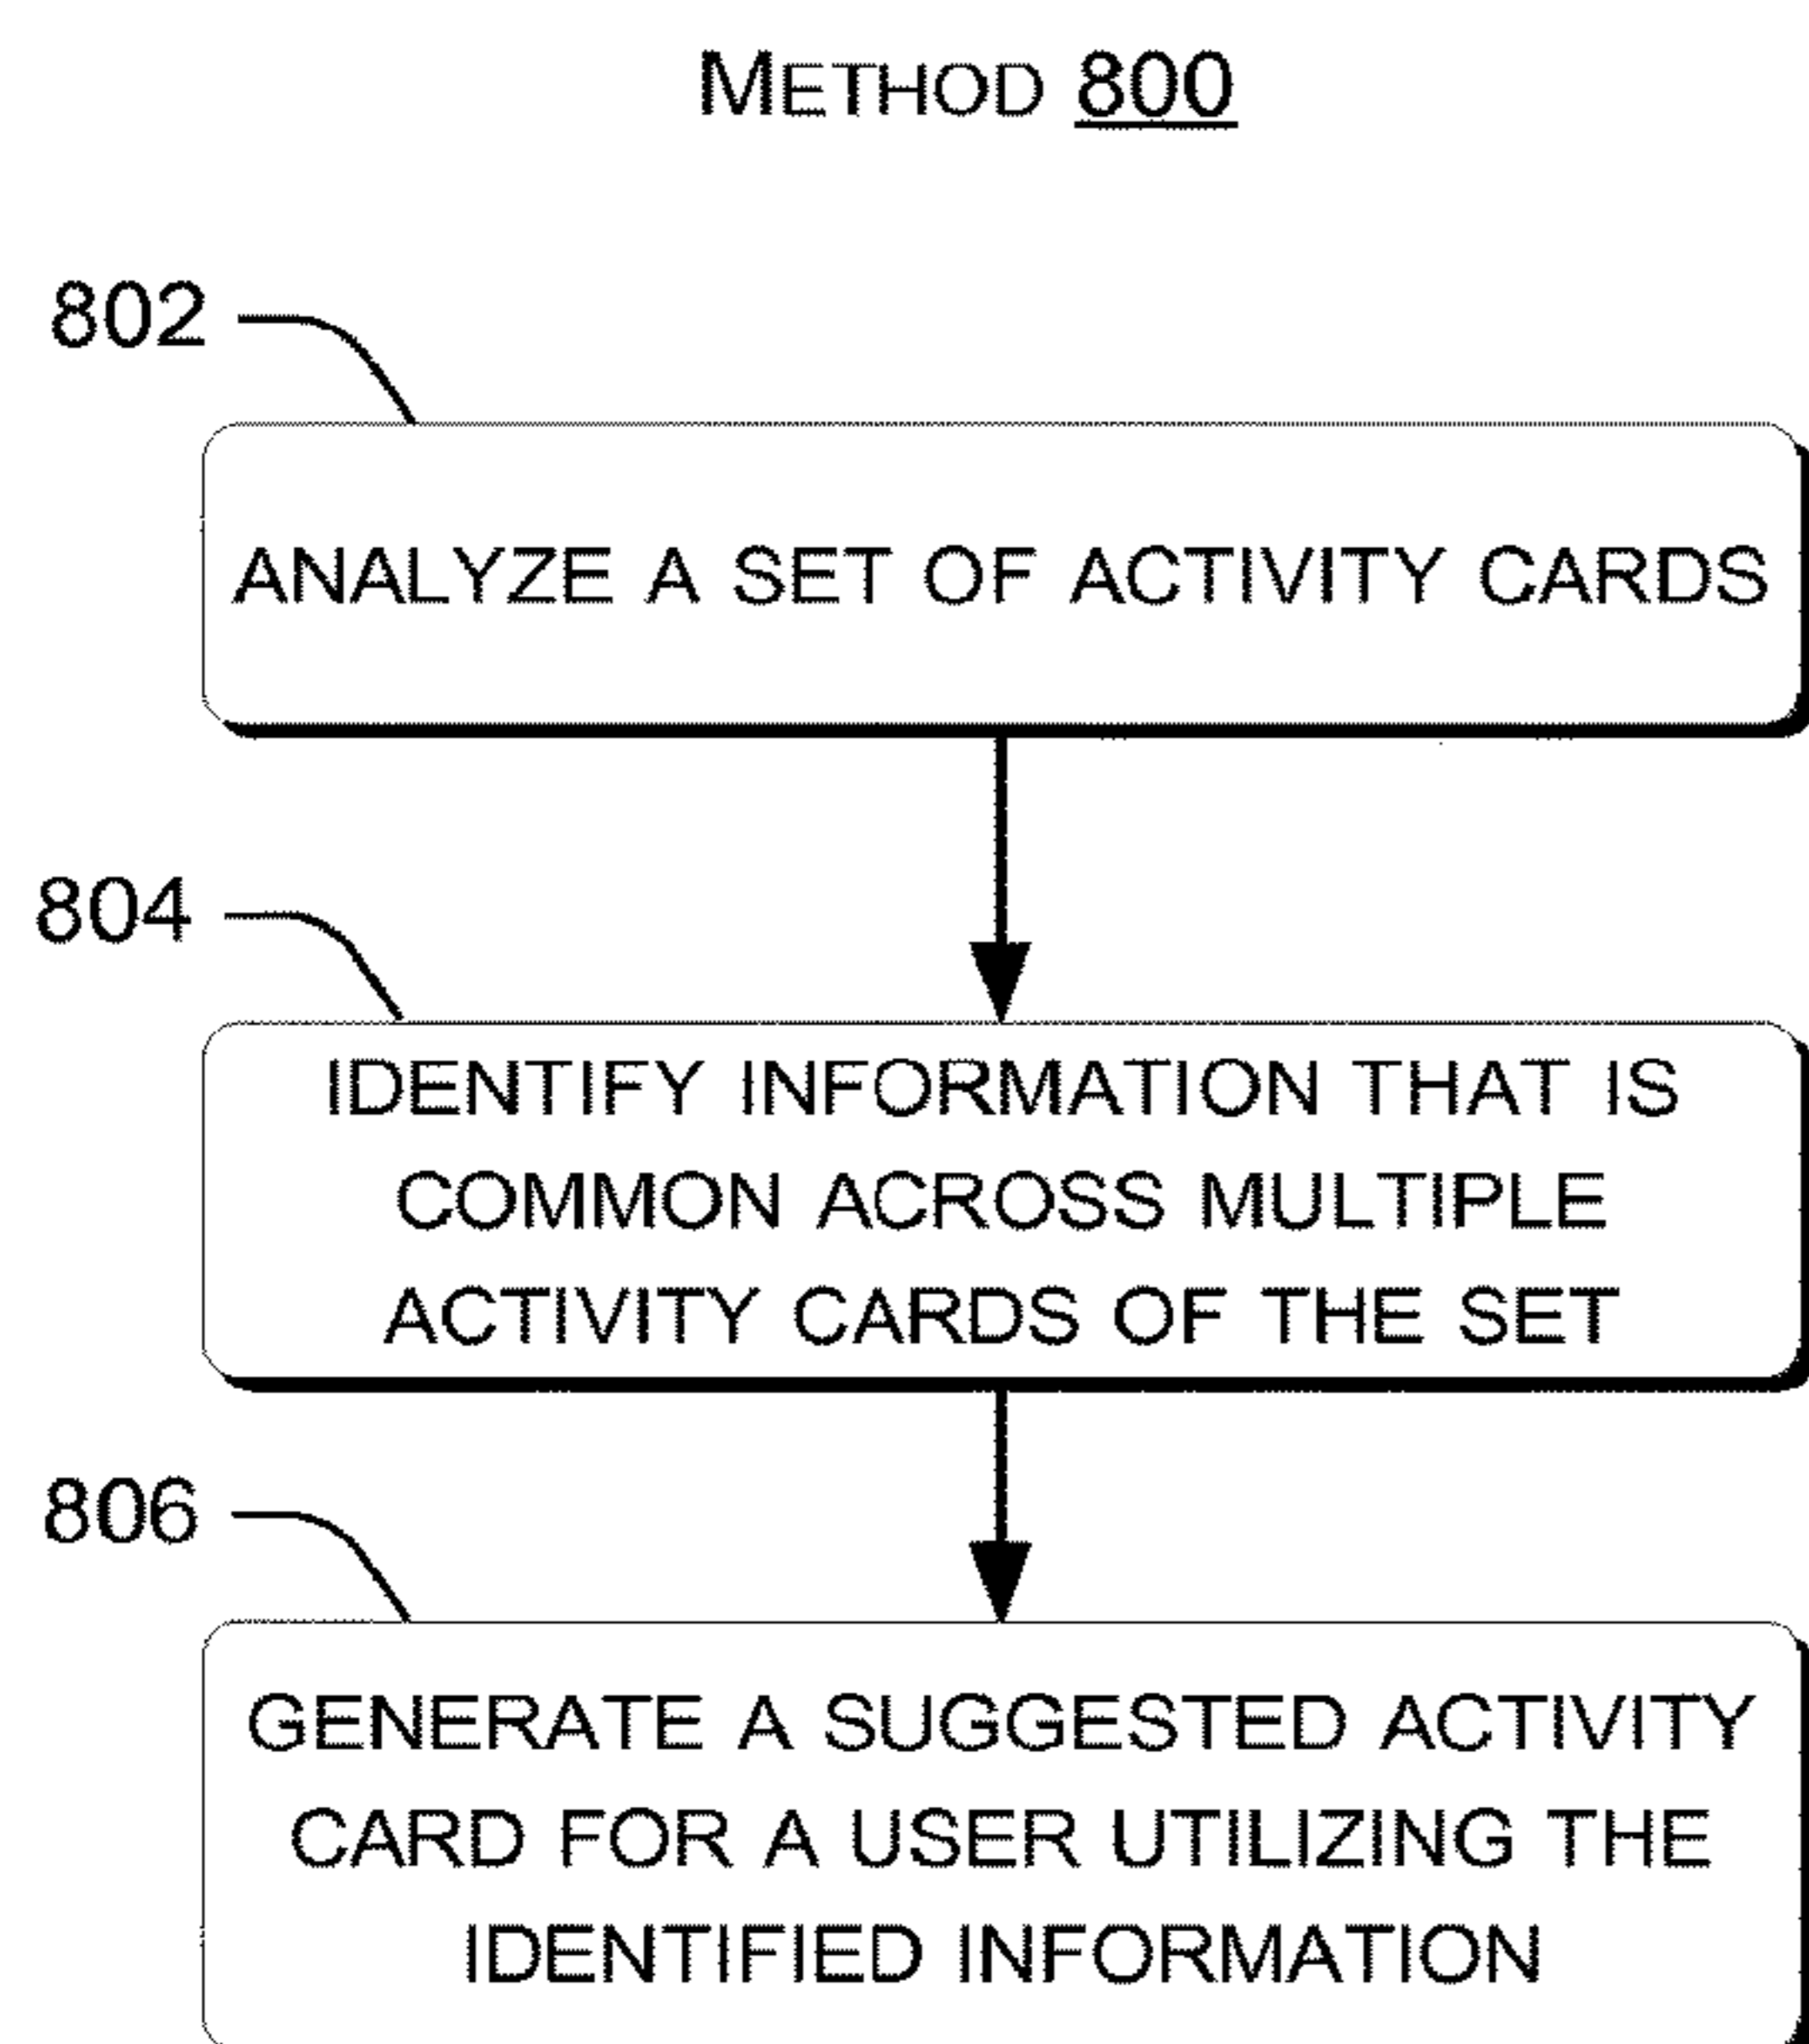 METHOD 800
802
ANALYZE A SET OF ACTIVITY CARDS
804
IDENTIFY INFORMATION THAT IS
COMMON ACROSS MULTIPLE
ACTIVITY CARDS OF THE SET
806
GENERATE A SUGGESTED ACTIVITY
CARD FOR A USER UTILIZING THE
IDENTIFIED INFORMATION